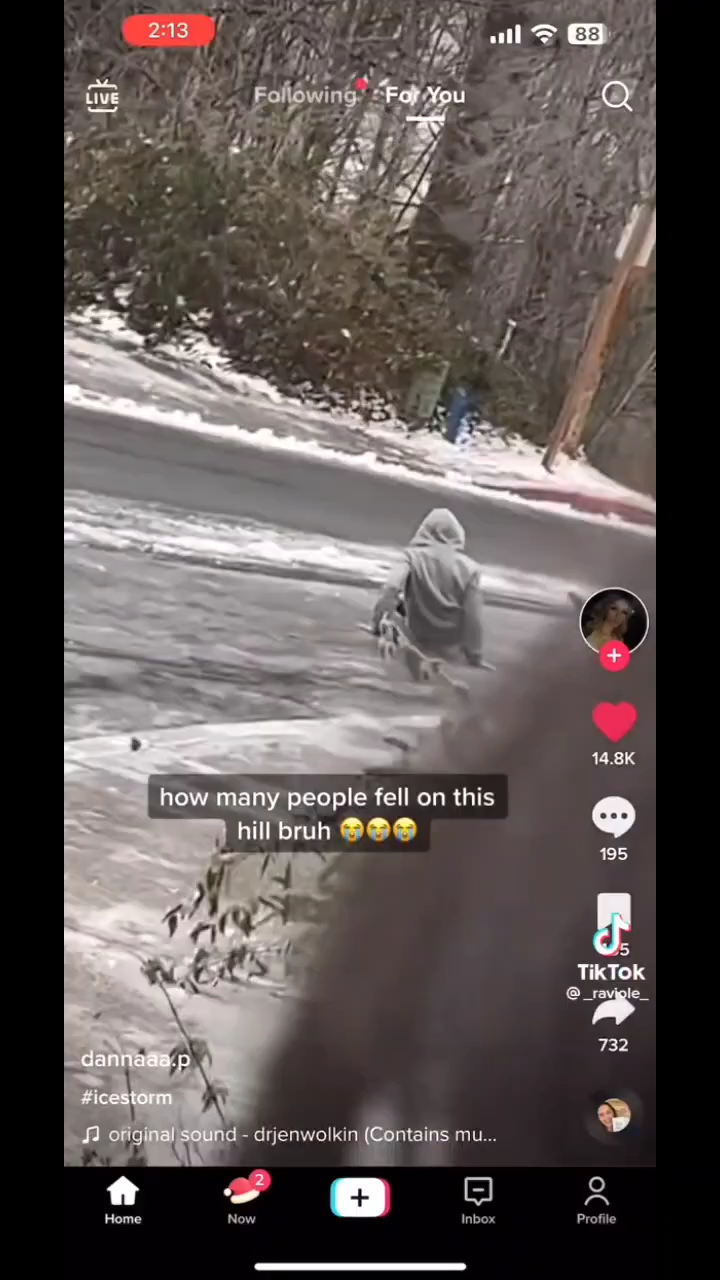 2:13
88
LIVE
Following
For You
14.8K
how many people fell on this
hill bruh 😭😭😭
195
TikTok
@_raviole_
732
dannaaa.p
#icestorm
original sound - drjenwolkin (Contains mu...
2
Home
Now
Inbox
Profile